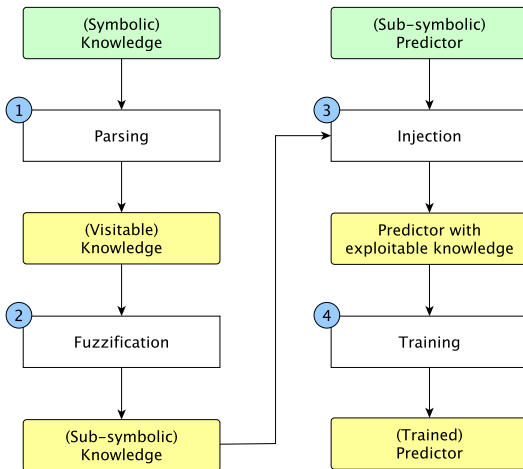 (Symbolic)
Knowledge
1
Parsing
(Visitable)
Knowledge
2
Fuzzification
(Sub-symbolic)
Knowledge
(Sub-symbolic)
Predictor
3
Injection
Predictor with
exploitable knowledge
4
Training
(Trained)
Predictor